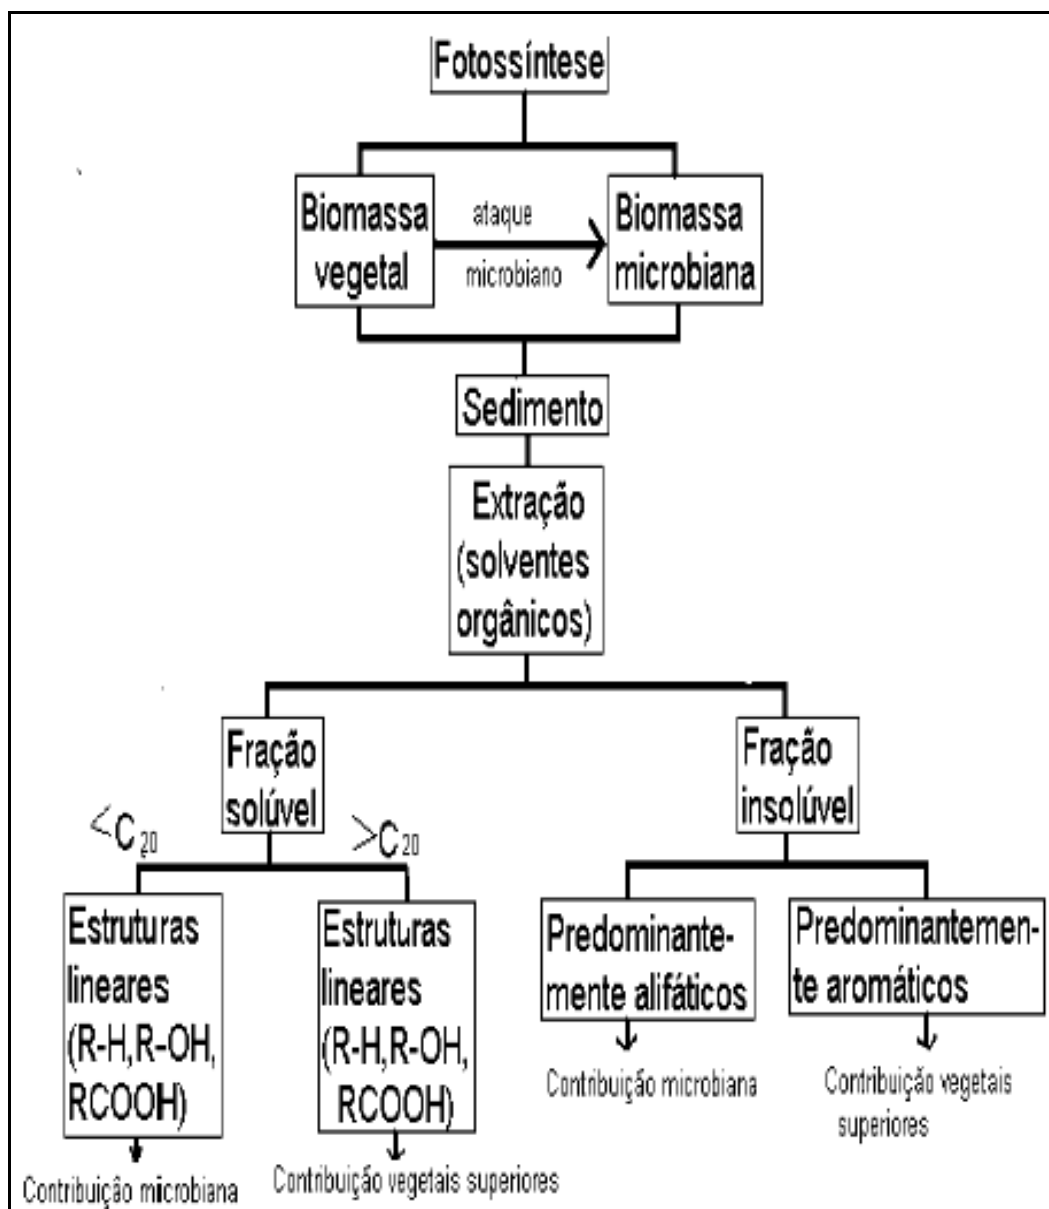 Fotossíntese
Biomassa
vegetal
ataque
microbiano
Biomassa
microbiana
Sedimento
Extração
(solventes
orgânicos)
Fração
solúvel
Fração
insolúvel
<C20
>C20
Estruturas
lineares
(R-H,R-OH,
RCOOH)
Estruturas
lineares
(R-H,R-OH,
RCOOH)
Predominante-
mente alifáticos
Predominantemen-
te aromáticos
Contribuição microbiana
Contribuição vegetais superiores
Contribuição microbiana
Contribuição vegetais
superiores